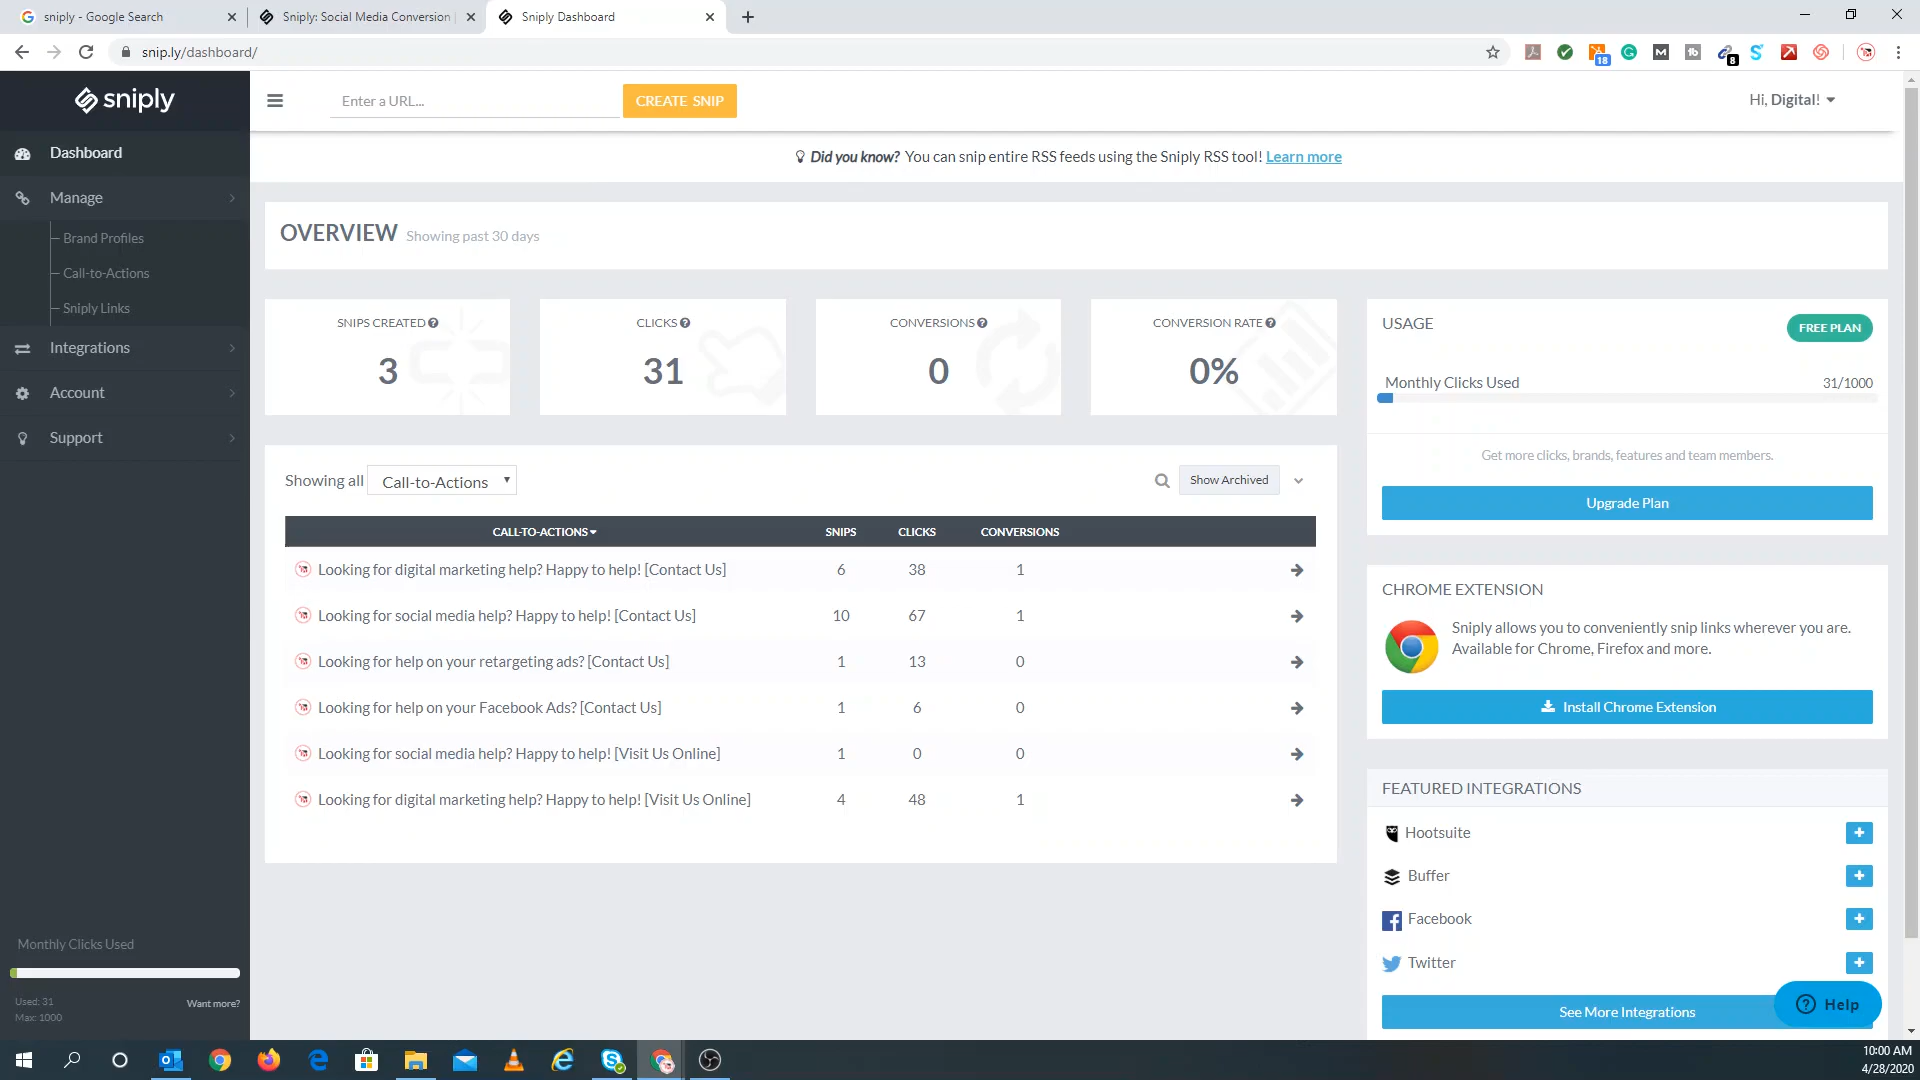 sniply - Google Search
Sniply: Social Media Conversion
Sniply Dashboard
snip.ly/dashboard/
18
8
sniply
Enter a URL...
CREATE SNIP
Hi, Digital!
Dashboard
Did you know? You can snip entire RSS feeds using the Sniply RSS tool! Learn more
Manage
Brand Profiles
Call-to-Actions
Sniply Links
Integrations
Account
Support
OVERVIEW Showing past 30 days
SNIPS CREATED
3
CLICKS
31
CONVERSIONS
0
CONVERSION RATE
0%
USAGE
FREE PLAN
Monthly Clicks Used 31/1000
Get more clicks, brands, features and team members.
Upgrade Plan
Showing all Call-to-Actions
Show Archived
CALL-TO-ACTIONS SNIPS CLICKS CONVERSIONS
Looking for digital marketing help? Happy to help! [Contact Us] 6 38 1
Looking for social media help? Happy to help! [Contact Us] 10 67 1
Looking for help on your retargeting ads? [Contact Us] 1 13 0
Looking for help on your Facebook Ads? [Contact Us] 1 6 0
Looking for social media help? Happy to help! [Visit Us Online] 1 0 0
Looking for digital marketing help? Happy to help! [Visit Us Online] 4 48 1
CHROME EXTENSION
Sniply allows you to conveniently snip links wherever you are.
Available for Chrome, Firefox and more.
Install Chrome Extension
FEATURED INTEGRATIONS
Hootsuite
Buffer
Facebook
Twitter
See More Integrations
Help
Monthly Clicks Used
Used: 31
Want more?
Max: 1000
10:00 AM
4/28/2020